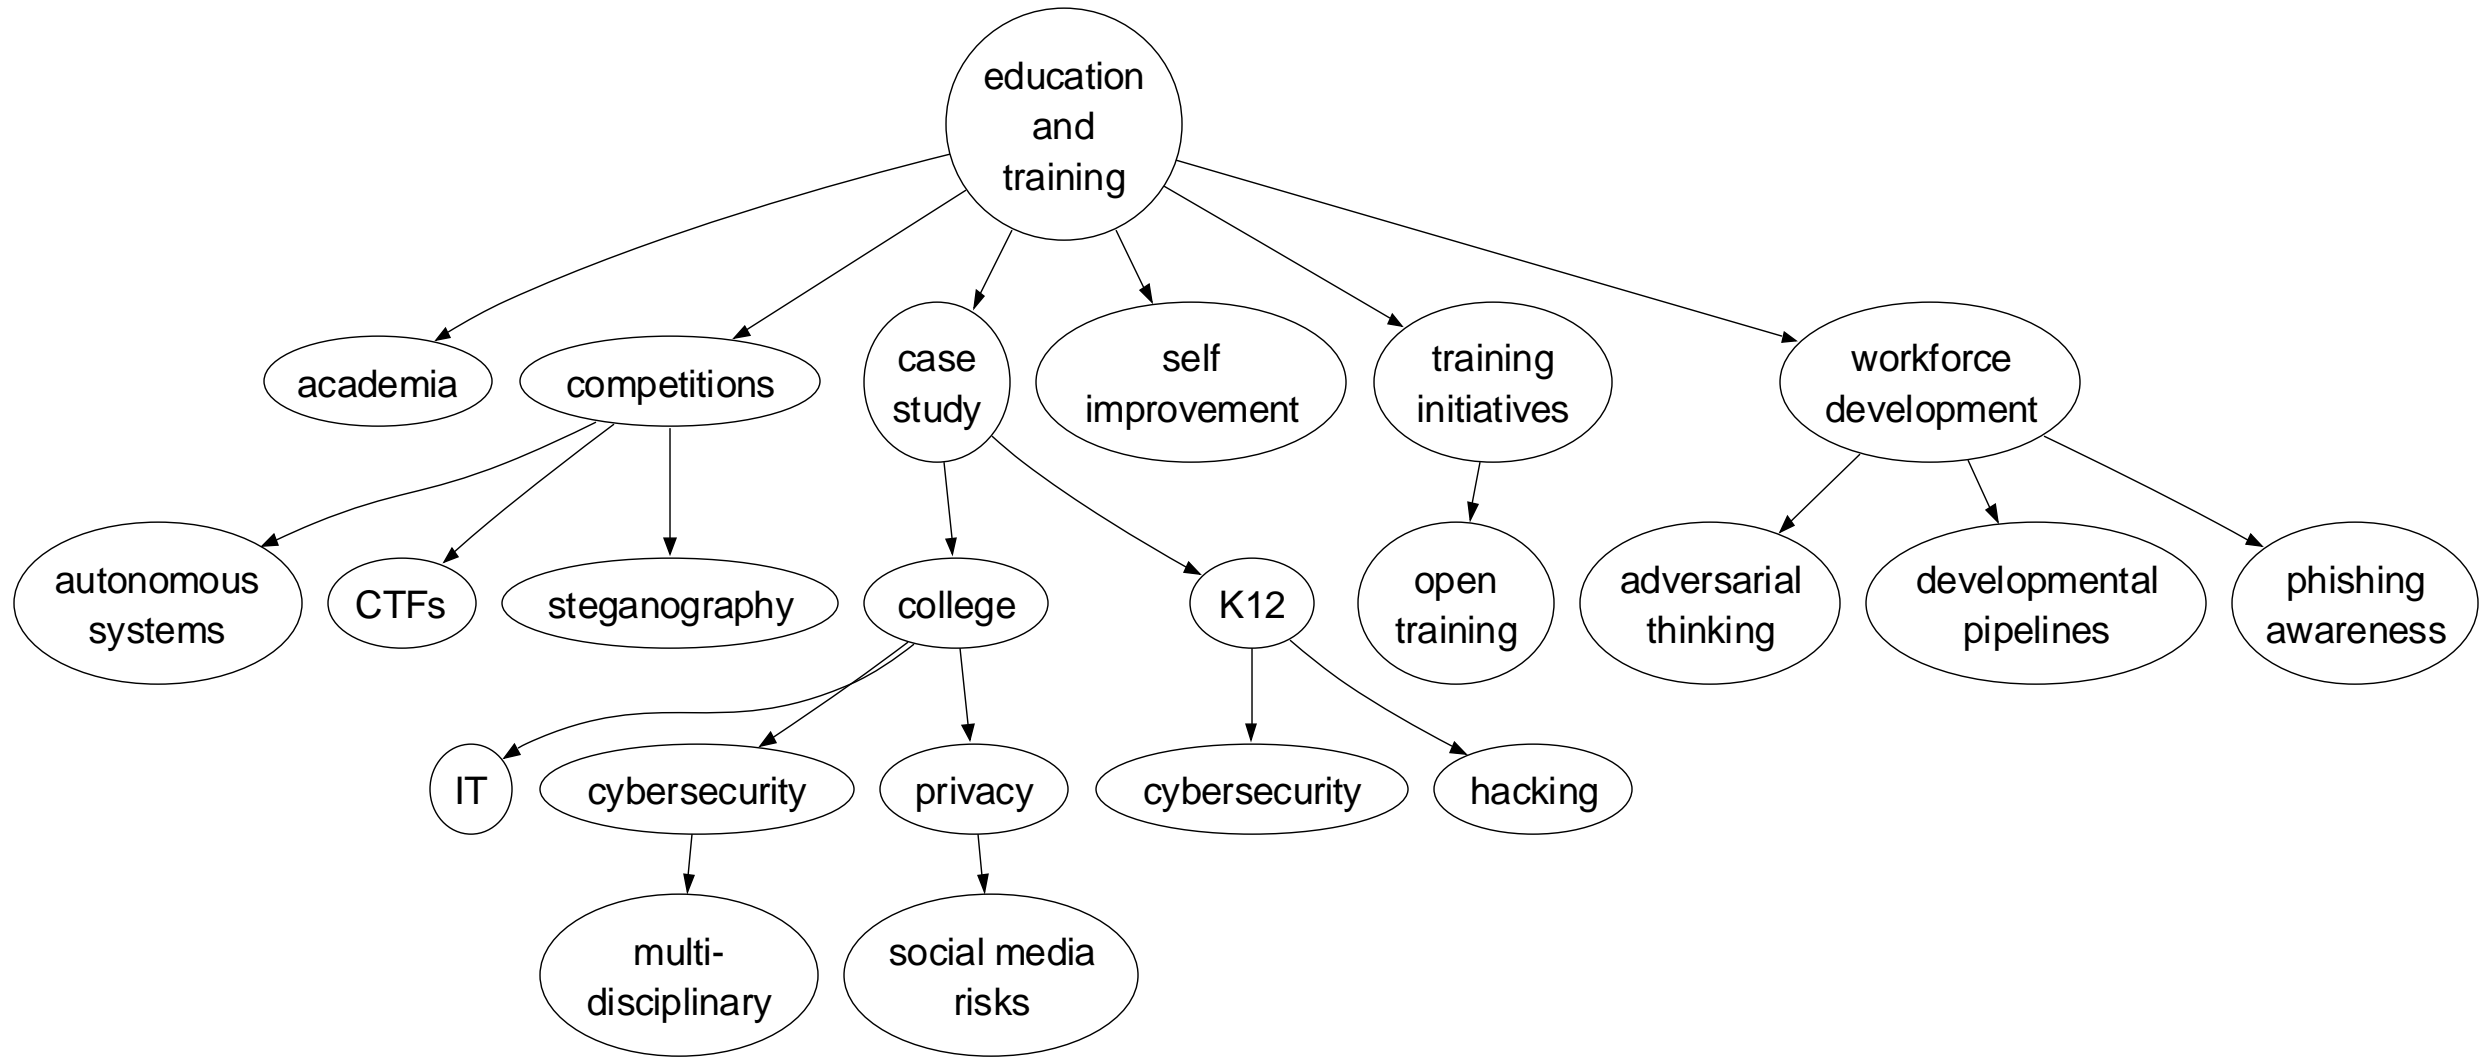 education
and
training
academia
competitions
case
study
self
improvement
training
initiatives
workforce
development
autonomous
systems
CTFs
steganography
college
K12
open
training
adversarial
thinking
developmental
pipelines
phishing
awareness
IT
cybersecurity
privacy
cybersecurity
hacking
multi-
disciplinary
social media
risks